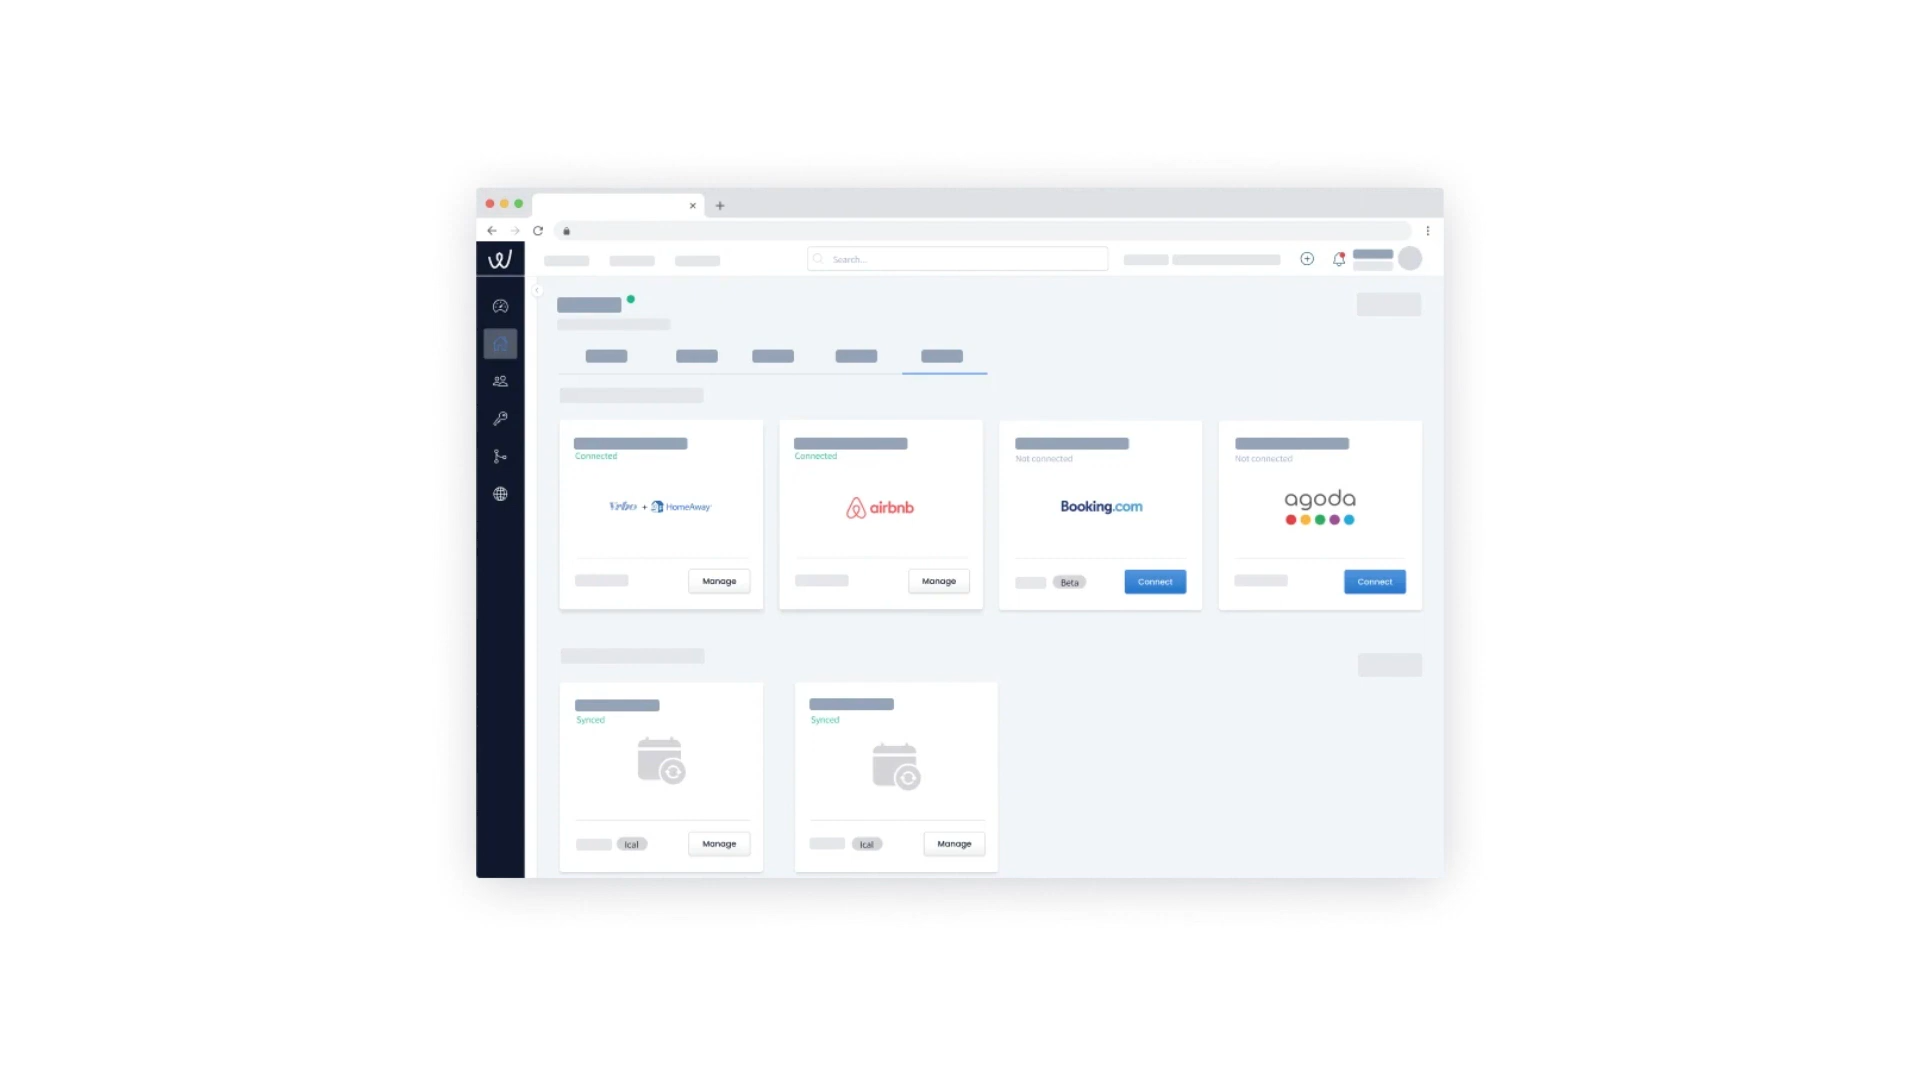 Search...
Connected
Vrbo + HomeAway
Manage
Connected
airbnb
Manage
Not connected
Booking.com
Beta
Connect
Not connected
agoda
Connect
Synced
Ical
Manage
Synced
Ical
Manage